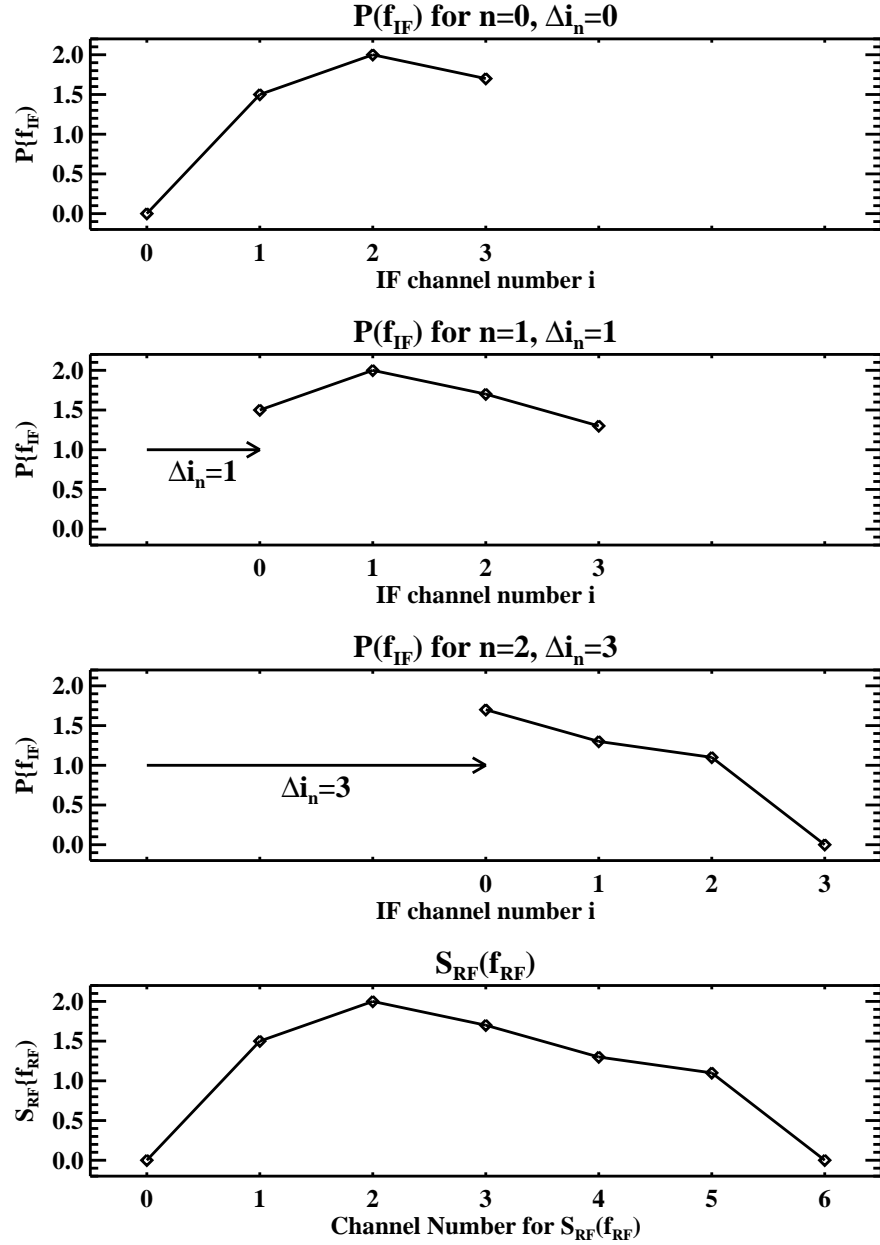 P(f_IF) for n=0, Δi_n=0
P{f_IF)
2.0
1.5
1.0
0.5
0.0
0 1 2 3
IF channel number i
P(f_IF) for n=1, Δi_n=1
P{f_IF)
2.0
1.5
1.0
0.5
0.0
Δi_n=1
0 1 2 3
IF channel number i
P(f_IF) for n=2, Δi_n=3
P{f_IF)
2.0
1.5
1.0
0.5
0.0
Δi_n=3
0 1 2 3
IF channel number i
S_RF(f_RF)
S_RF{f_RF)
2.0
1.5
1.0
0.5
0.0
0 1 2 3 4 5 6
Channel Number for S_RF(f_RF)